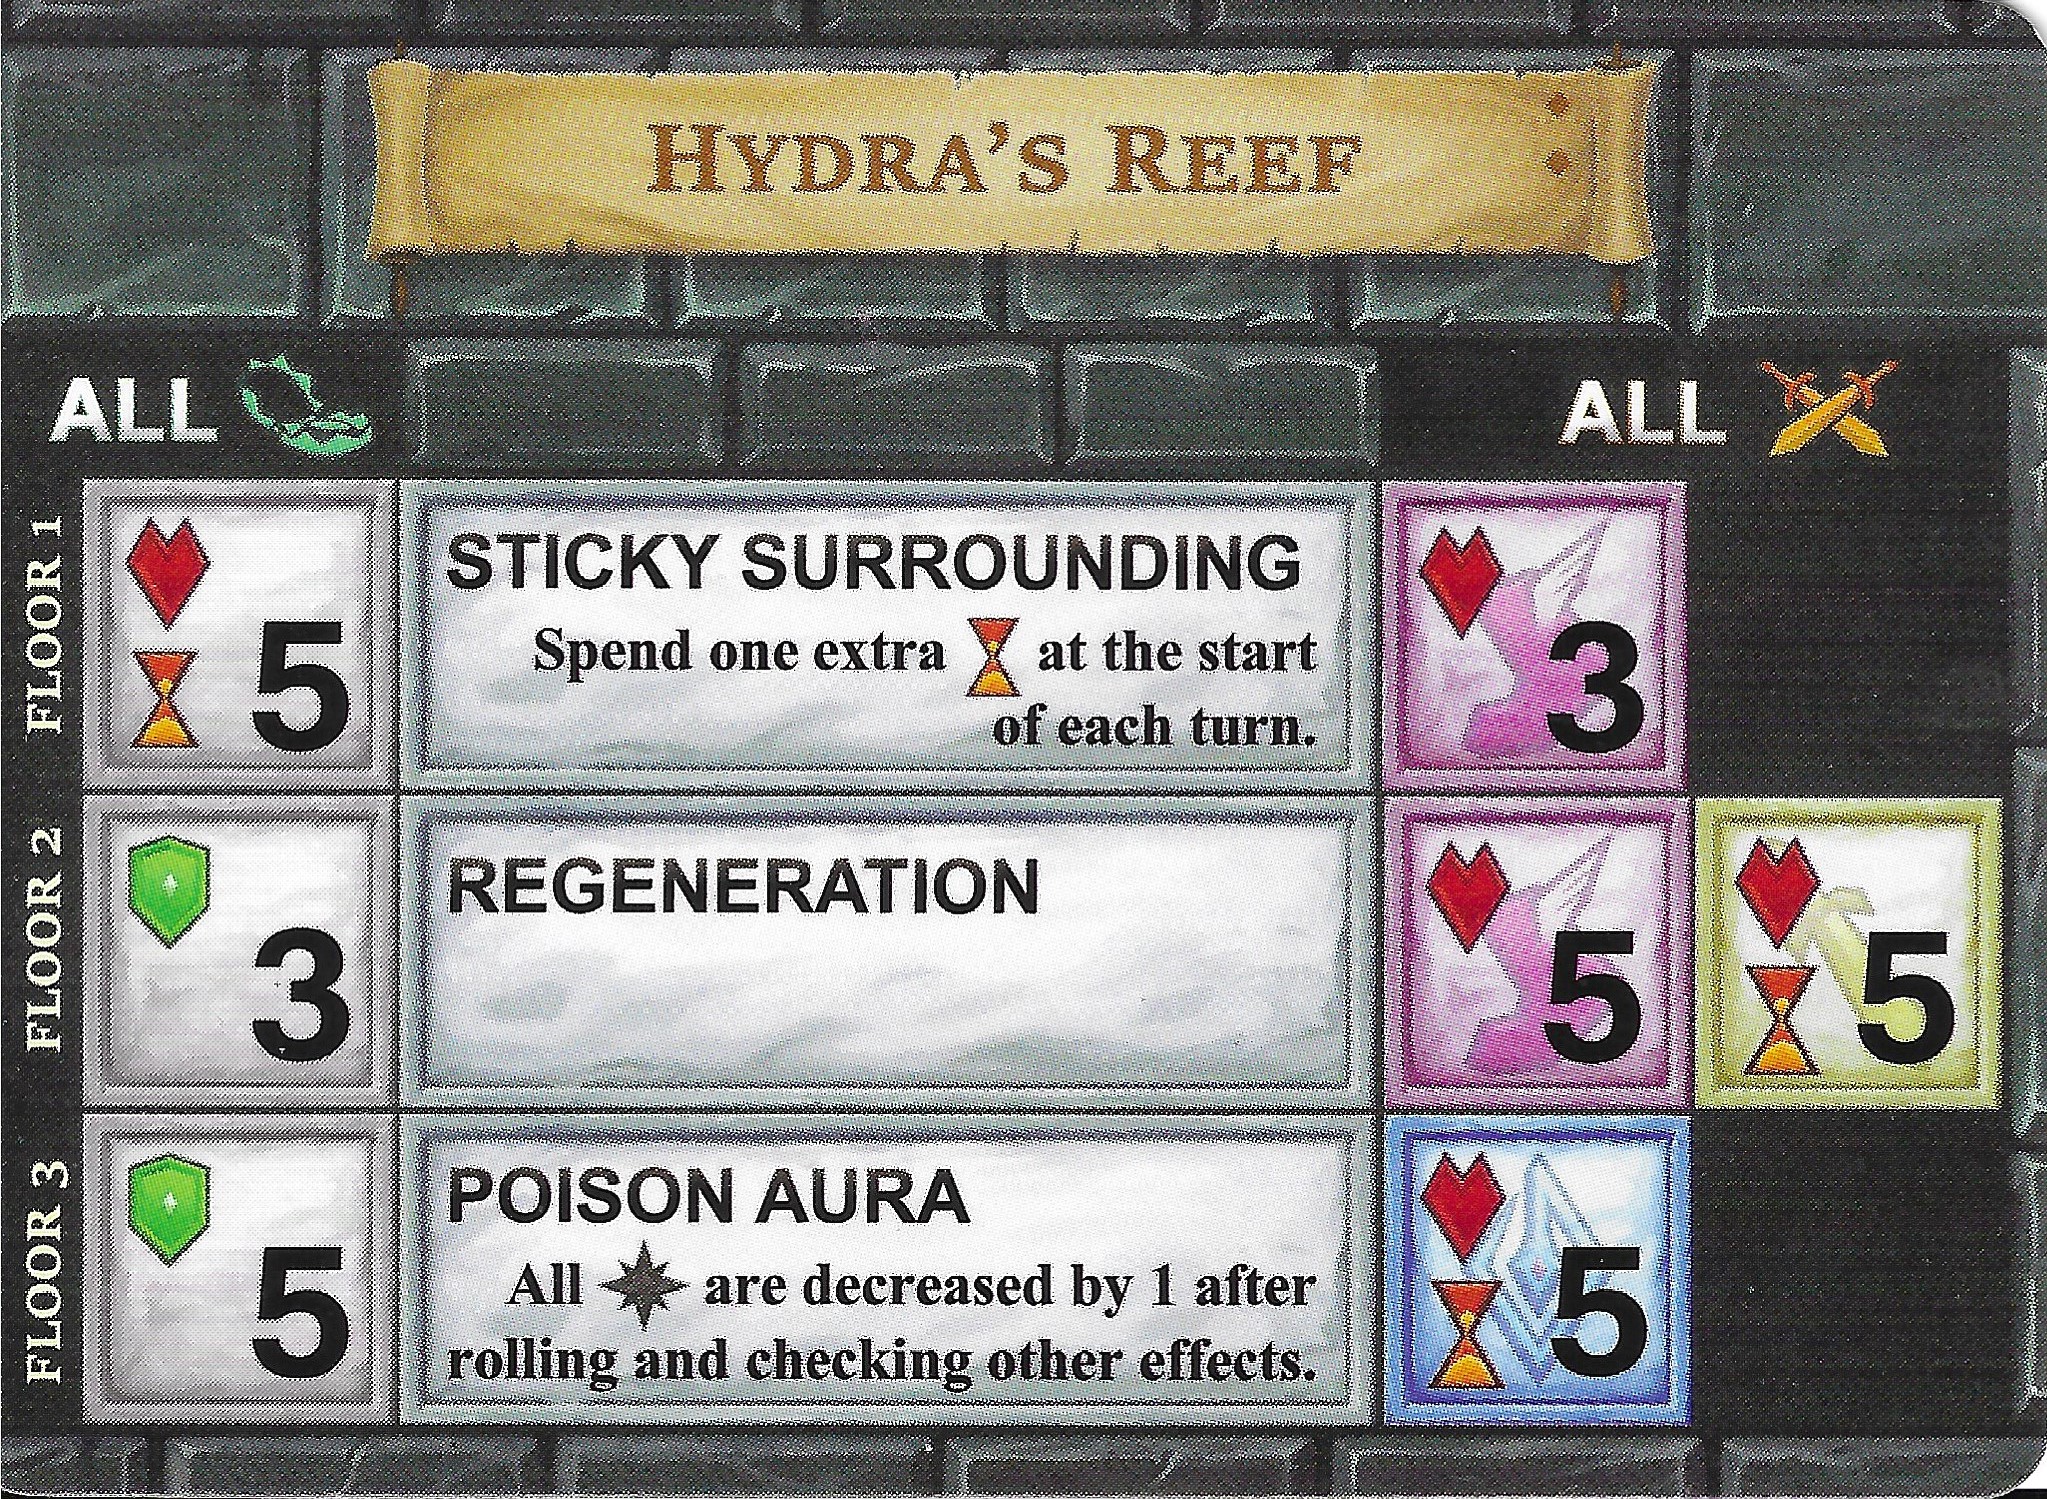 HYDRA'S REEF
ALL
ALL
FLOOR 1
5
STICKY SURROUNDING
Spend one extra at the start
of each turn.
3
FLOOR 2
3
REGENERATION
5
5
FLOOR 3
5
POISON AURA
All are decreased by 1 after
rolling and checking other effects.
5